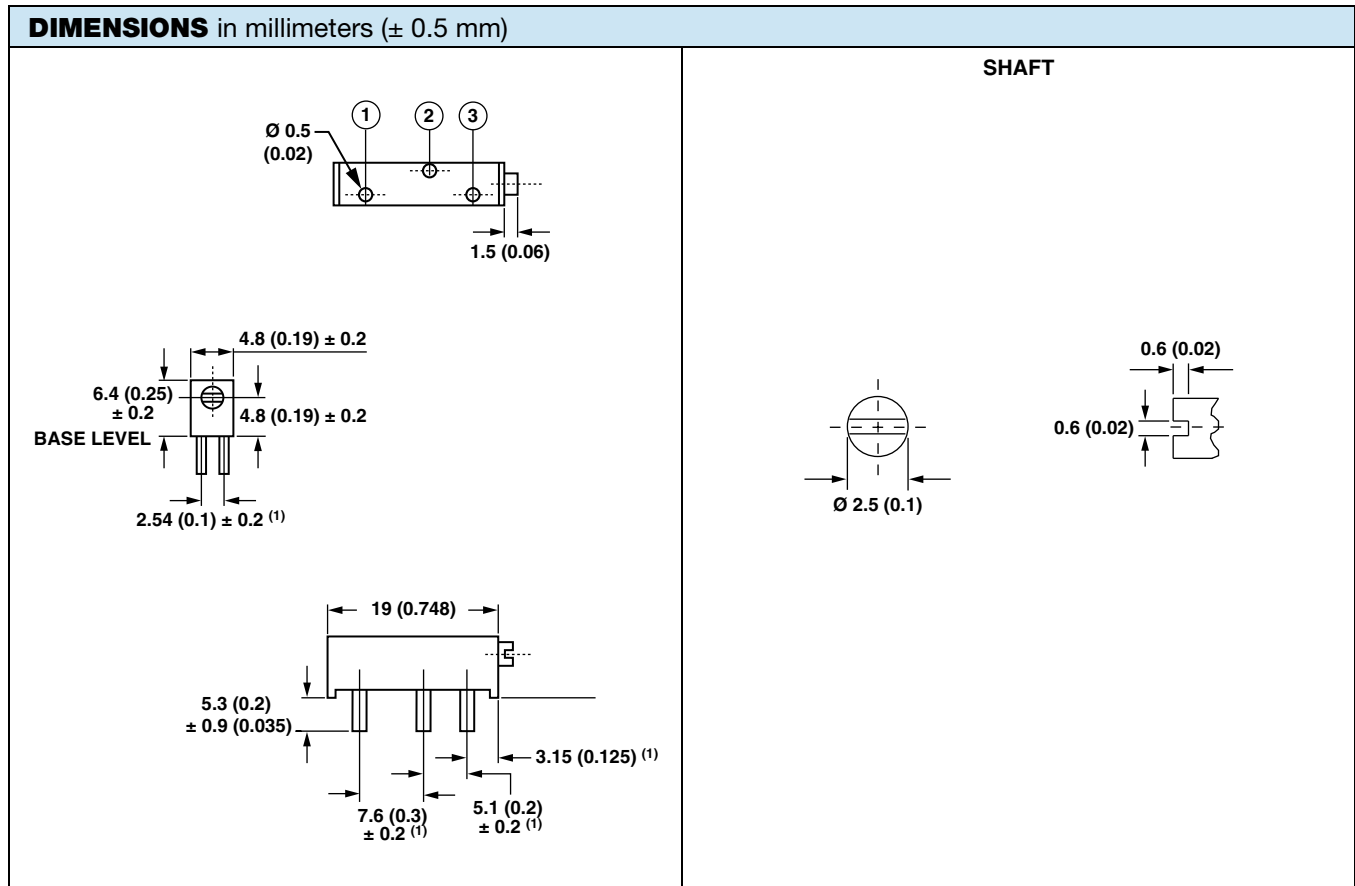 DIMENSIONS in millimeters (± 0.5 mm)
SHAFT
1
2
3
Ø 0.5
(0.02)
1.5 (0.06)
4.8 (0.19) ± 0.2
6.4 (0.25)
± 0.2
4.8 (0.19) ± 0.2
BASE LEVEL
2.54 (0.1) ± 0.2 (1)
0.6 (0.02)
0.6 (0.02)
Ø 2.5 (0.1)
19 (0.748)
5.3 (0.2)
± 0.9 (0.035)
3.15 (0.125) (1)
7.6 (0.3)
± 0.2 (1)
5.1 (0.2)
± 0.2 (1)